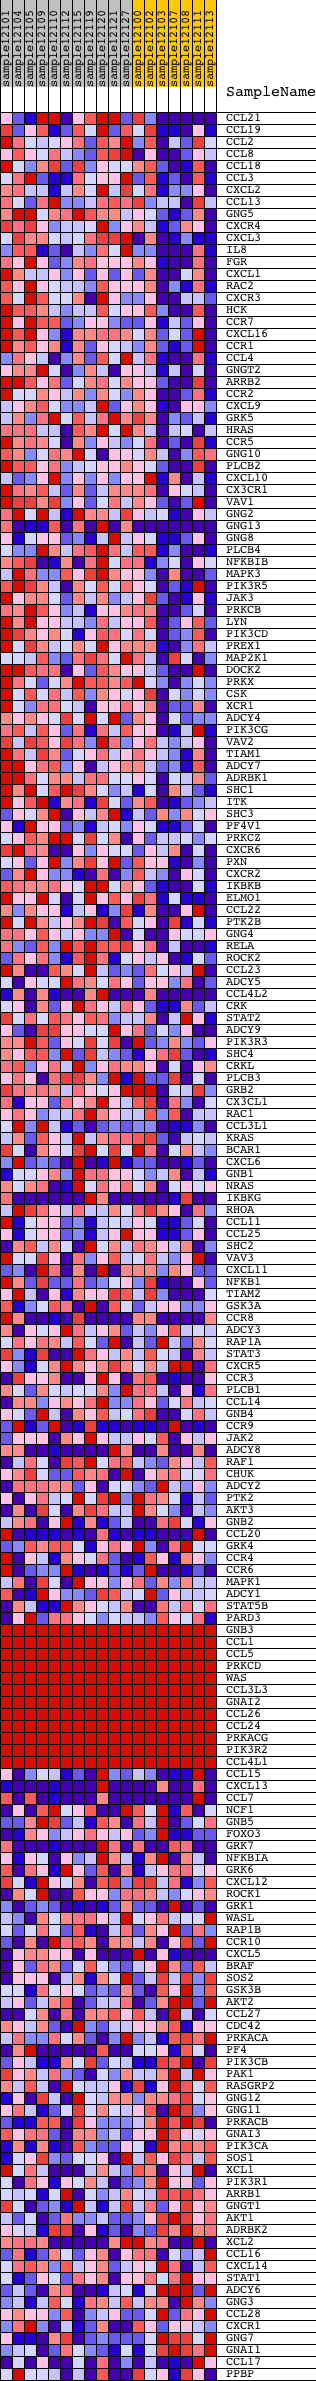 sample12101
sample12104
sample12105
sample12109
sample12110
sample12112
sample12115
sample12119
sample12120
sample12127
sample12100
sample12102
sample12103
sample12107
sample12108
sample12111
sample12113
SampleName
CCL21
CCL19
CCL2
CCL8
CCL18
CCL3
CXCL2
CCL13
GNG5
CXCR4
CXCL3
IL8
FGR
CXCL1
RAC2
CXCR3
HCK
CCR7
CXCL16
CCR1
CCL4
GNGT2
ARRB2
CCR2
CXCL9
GRK5
HRAS
CCR5
GNG10
PLCB2
CXCL10
CX3CR1
VAV1
GNG2
GNG13
GNG8
PLCB4
NFKBIB
MAPK3
PIK3R5
JAK3
PRKCB
LYN
PIK3CD
PREX1
MAP2K1
DOCK2
PRKX
CSK
XCR1
ADCY4
PIK3CG
VAV2
TIAM1
ADCY7
ADRBK1
SHC1
ITK
SHC3
PF4V1
PRKCZ
CXCR6
PXN
CXCR2
IKBKB
ELMO1
CCL22
PTK2B
GNG4
RELA
ROCK2
CCL23
ADCY5
CCL4L2
CRK
STAT2
ADCY9
PIK3R3
SHC4
CRKL
PLCB3
GRB2
CX3CL1
RAC1
CCL3L1
KRAS
BCAR1
CXCL6
GNB1
NRAS
IKBKG
RHOA
CCL11
CCL25
SHC2
VAV3
CXCL11
NFKB1
TIAM2
GSK3A
CCR8
ADCY3
RAP1A
STAT3
CXCR5
CCR3
PLCB1
CCL14
GNB4
CCR9
JAK2
ADCY8
RAF1
CHUK
ADCY2
PTK2
AKT3
GNB2
CCL20
GRK4
CCR4
CCR6
MAPK1
ADCY1
STAT5B
PARD3
GNB3
CCL1
CCL5
PRKCD
WAS
CCL3L3
GNAI2
CCL26
CCL24
PRKACG
PIK3R2
CCL4L1
CCL15
CXCL13
CCL7
NCF1
GNB5
FOXO3
GRK7
NFKBIA
GRK6
CXCL12
ROCK1
GRK1
WASL
RAP1B
CCR10
CXCL5
BRAF
SOS2
GSK3B
AKT2
CCL27
CDC42
PRKACA
PF4
PIK3CB
PAK1
RASGRP2
GNG12
GNG11
PRKACB
GNAI3
PIK3CA
SOS1
XCL1
PIK3R1
ARRB1
GNGT1
AKT1
ADRBK2
XCL2
CCL16
CXCL14
STAT1
ADCY6
GNG3
CCL28
CXCR1
GNG7
GNAI1
CCL17
PPBP